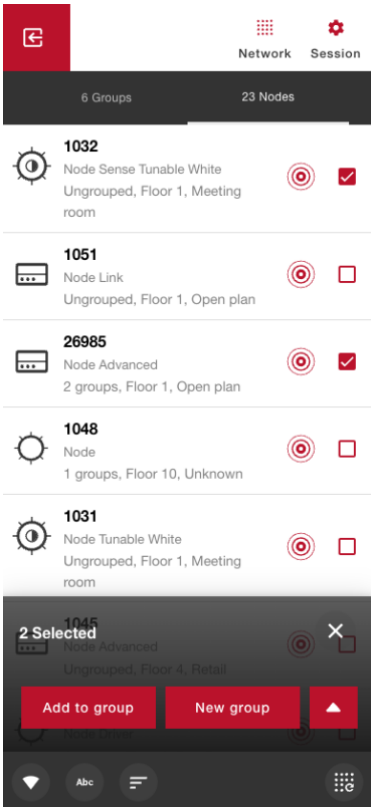 Network Session
6 Groups 23 Nodes
1032
Node Sense Tunable White
Ungrouped, Floor 1, Meeting
room
1051
Node Link
Ungrouped, Floor 1, Open plan
26985
Node Advanced
2 groups, Floor 1, Open plan
1048
Node
1 groups, Floor 10, Unknown
1031
Node Tunable White
Ungrouped, Floor 1, Meeting
room
1045
2 Selected
Node Advanced
Ungrouped, Floor 4, Retail
Add to group New group
Node Driver
Abc